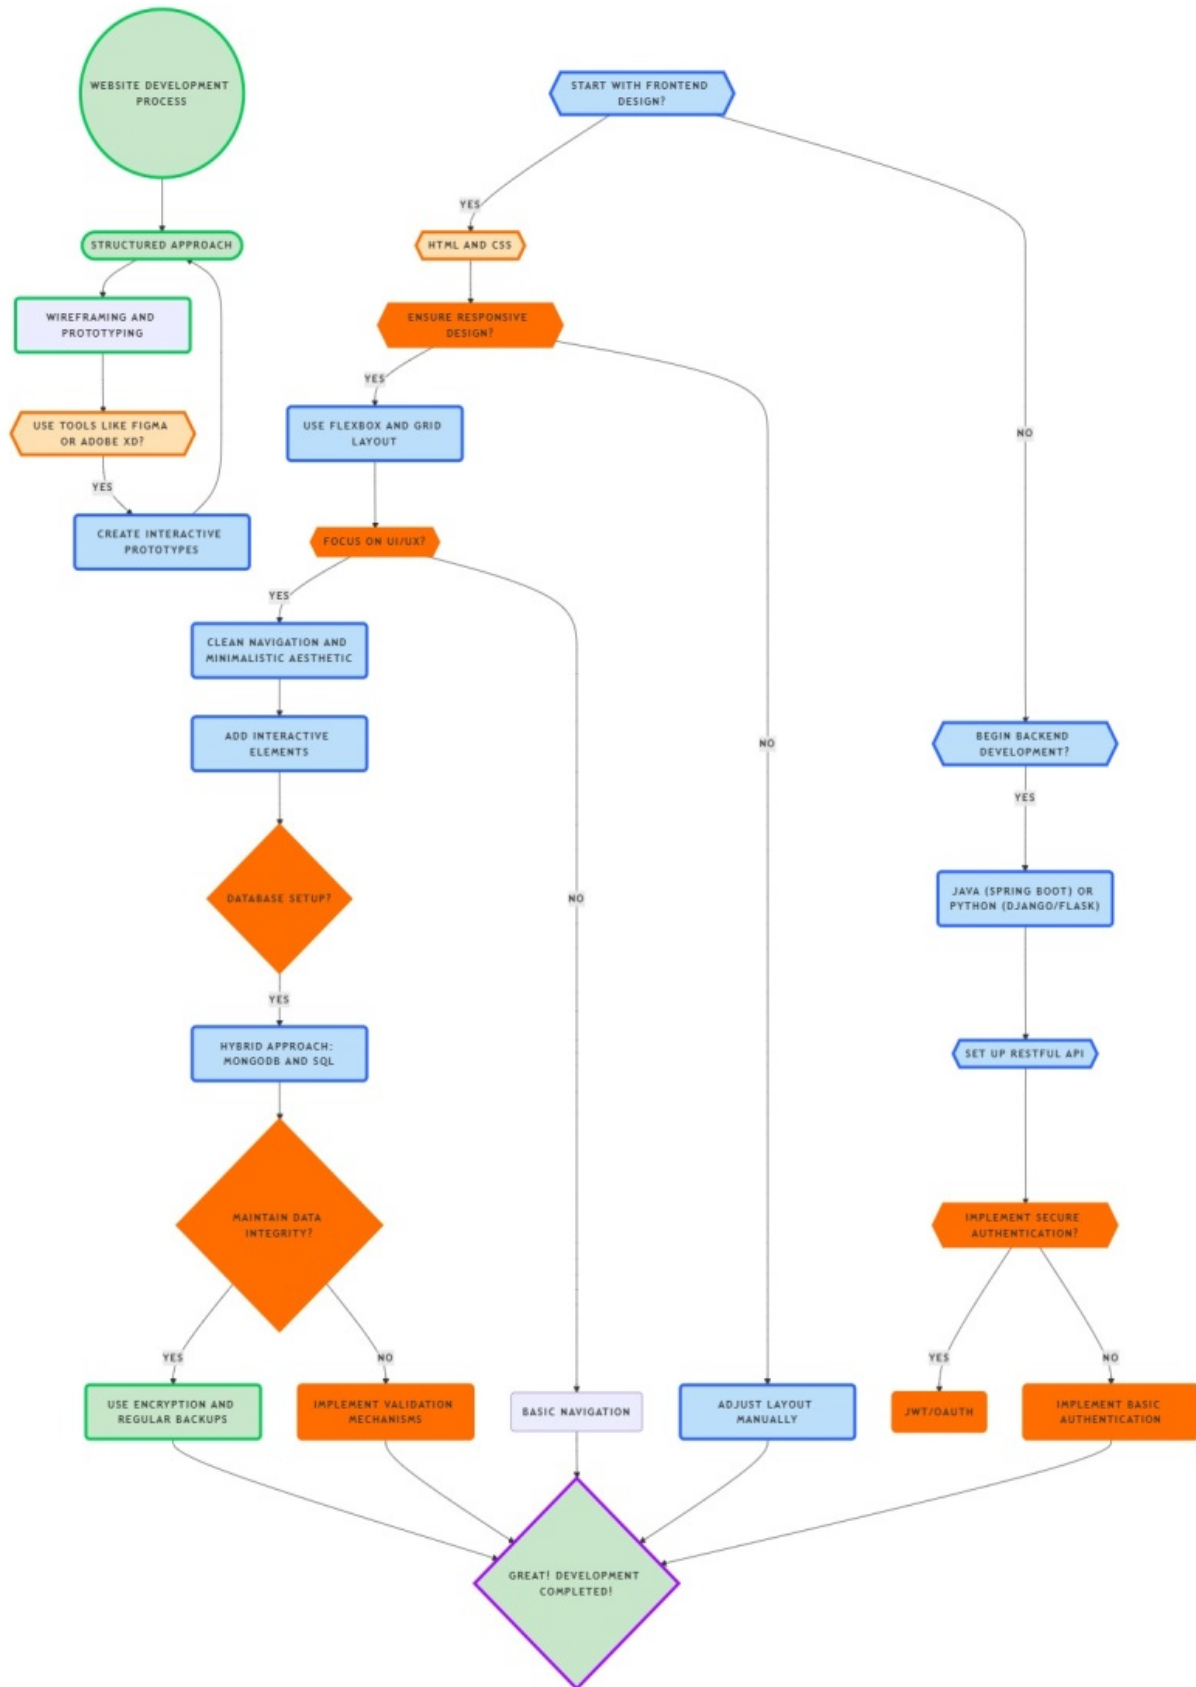 WEBSITE DEVELOPMENT
PROCESS
START WITH FRONTEND
DESIGN?
YES
STRUCTURED APPROACH
HTML AND CSS
WIREFRAMING AND
PROTOTYPING
ENSURE RESPONSIVE
DESIGN?
YES
USE TOOLS LIKE FIGMA
OR ADOBE XD?
USE FLEXBOX AND GRID
LAYOUT
NO
YES
CREATE INTERACTIVE
PROTOTYPES
FOCUS ON UI/UX?
YES
CLEAN NAVIGATION AND
MINIMALISTIC AESTHETIC
ADD INTERACTIVE
ELEMENTS
NO
BEGIN BACKEND
DEVELOPMENT?
YES
DATABASE SETUP?
NO
JAVA (SPRING BOOT) OR
PYTHON (DJANGO/FLASK)
YES
HYBRID APPROACH:
MONGODB AND SQL
SET UP RESTFUL API
MAINTAIN DATA
INTEGRITY?
IMPLEMENT SECURE
AUTHENTICATION?
YES
NO
YES
NO
USE ENCRYPTION AND
REGULAR BACKUPS
IMPLEMENT VALIDATION
MECHANISMS
BASIC NAVIGATION
ADJUST LAYOUT
MANUALLY
JWT/OAUTH
IMPLEMENT BASIC
AUTHENTICATION
GREAT! DEVELOPMENT
COMPLETED!